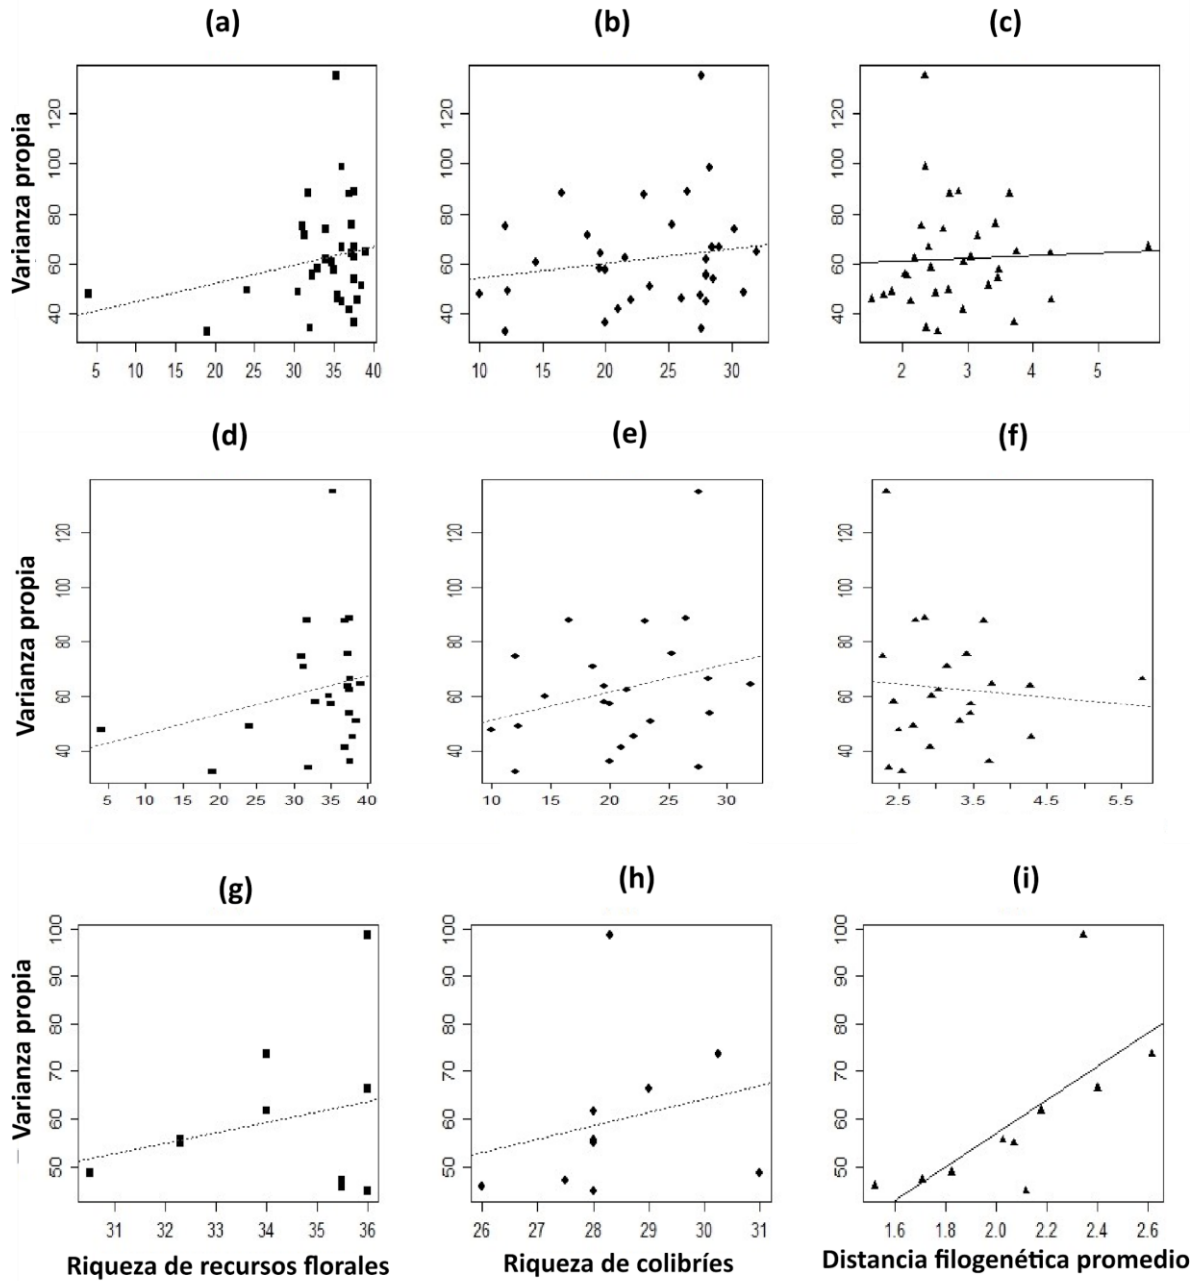 (a) (b) (c)
Varianza propia
40 60 80 100 120
5 10 15 20 25 30 35 40
40 60 80 100 120
10 15 20 25 30
40 60 80 100 120
2 3 4 5
(d) (e) (f)
Varianza propia
40 60 80 100 120
5 10 15 20 25 30 35 40
40 60 80 100 120
10 15 20 25 30
40 60 80 100 120
2.5 3.5 4.5 5.5
(g) (h) (i)
Varianza propia
50 60 70 80 90 100
31 32 33 34 35 36
50 60 70 80 90 100
26 27 28 29 30 31
50 60 70 80 90 100
1.6 1.8 2.0 2.2 2.4 2.6
Riqueza de recursos florales
Riqueza de colibríes
Distancia filogenética promedio